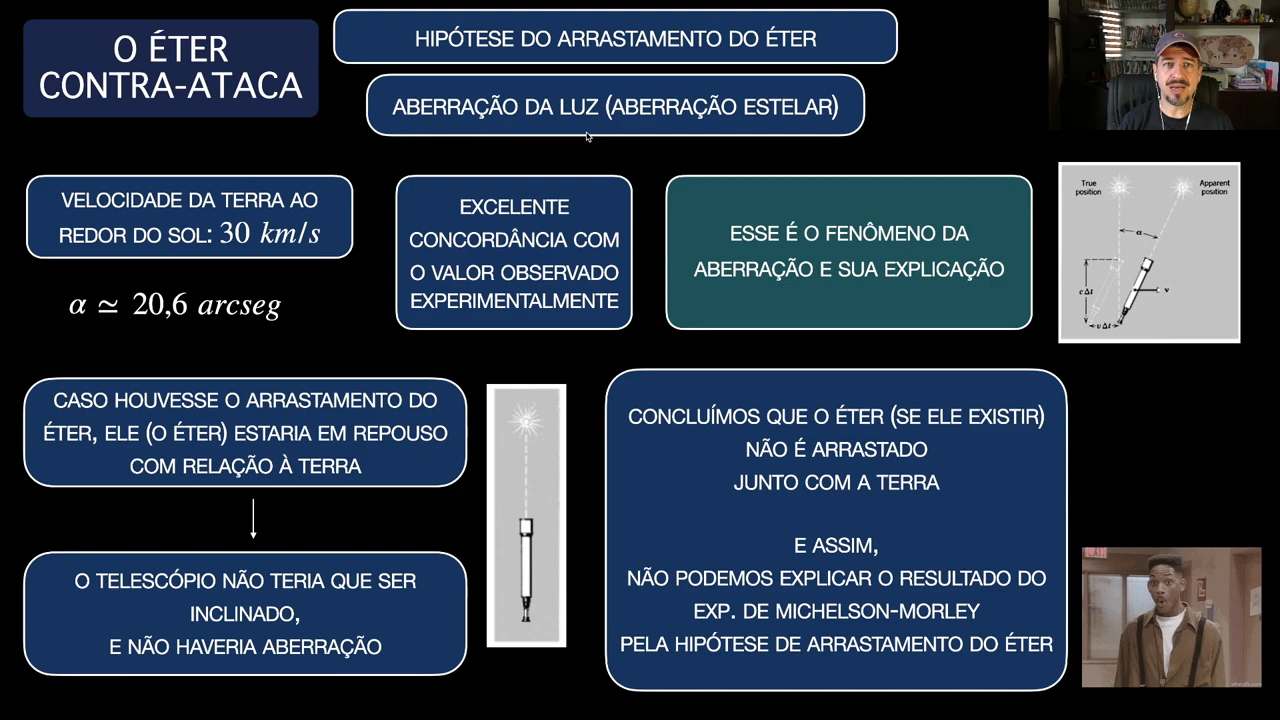 O ÉTER
CONTRA-ATACA
HIPÓTESE DO ARRASTAMENTO DO ÉTER
ABERRAÇÃO DA LUZ (ABERRAÇÃO ESTELAR)
VELOCIDADE DA TERRA AO
REDOR DO SOL: 30 km/s
α ≃ 20,6 arcseg
EXCELENTE
CONCORDÂNCIA COM
O VALOR OBSERVADO
EXPERIMENTALMENTE
ESSE É O FENÔMENO DA
ABERRAÇÃO E SUA EXPLICAÇÃO
True
position
Apparent
position
α
c Δt
v
v Δt
CASO HOUVESSE O ARRASTAMENTO DO
ÉTER, ELE (O ÉTER) ESTARIA EM REPOUSO
COM RELAÇÃO À TERRA
O TELESCÓPIO NÃO TERIA QUE SER
INCLINADO,
E NÃO HAVERIA ABERRAÇÃO
CONCLUÍMOS QUE O ÉTER (SE ELE EXISTIR)
NÃO É ARRASTADO
JUNTO COM A TERRA
E ASSIM,
NÃO PODEMOS EXPLICAR O RESULTADO DO
EXP. DE MICHELSON-MORLEY
PELA HIPÓTESE DE ARRASTAMENTO DO ÉTER